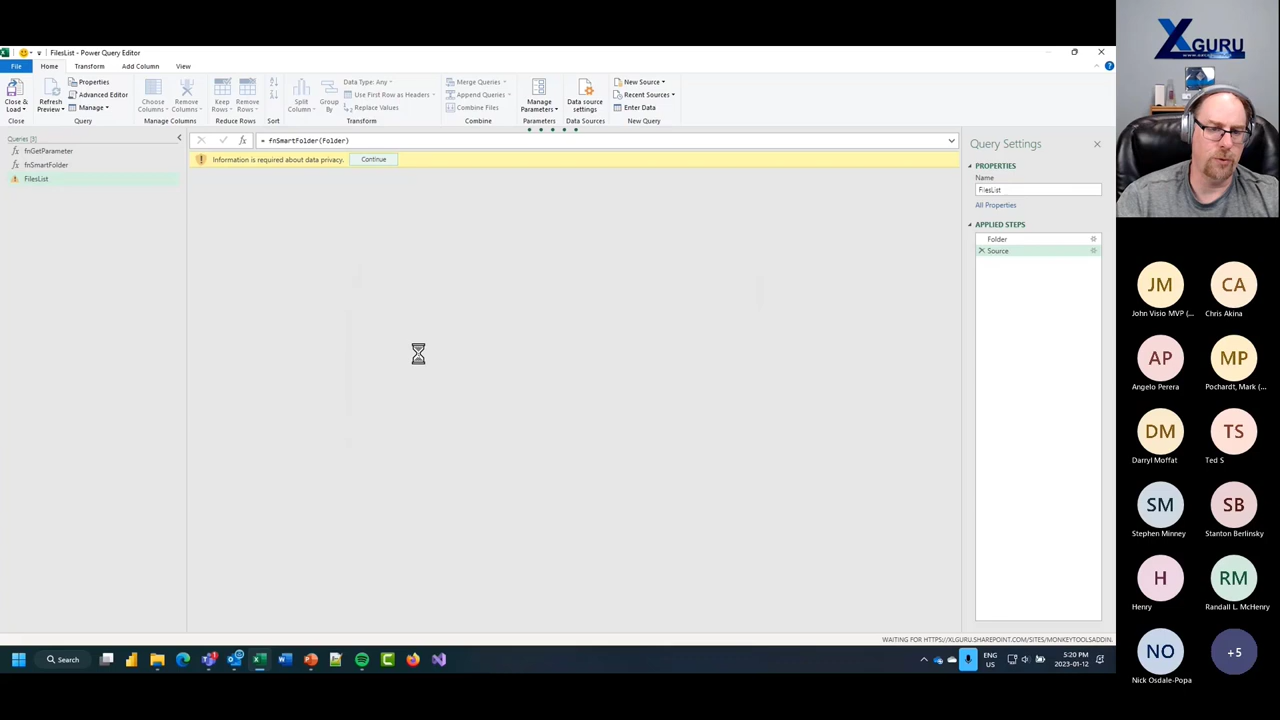 FilesList - Power Query Editor
File Home Transform Add Column View
Close & Load
Refresh Preview
Properties
Advanced Editor
Manage
Choose Columns
Remove Columns
Keep Rows
Remove Rows
Split Column
Group By
Data Type: Any
Use First Row as Headers
Replace Values
Merge Queries
Append Queries
Combine Files
Manage Parameters
Data source settings
New Source
Recent Sources
Enter Data
Close Query Manage Columns Reduce Rows Sort Transform Combine Parameters Data Sources New Query
Queries [3]
fnGetParameter
fnSmartFolder
FilesList
fx
= fnSmartFolder(Folder)
Information is required about data privacy. Continue
Query Settings
PROPERTIES
Name
FilesList
All Properties
APPLIED STEPS
Folder
Source
WAITING FOR HTTPS://XLGURU.SHAREPOINT.COM/SITES/MONKEYTOOLSADDIN.
Search
ENG
US
5:20 PM
2023-01-12
XLGURU
JM
John Visio MVP (...
CA
Chris Akina
AP
Angelo Perera
MP
Pochardt, Mark (...
DM
Darryl Moffat
TS
Ted S
SM
Stephen Minney
SB
Stanton Berlinsky
H
Henry
RM
Randall L. McHenry
NO
Nick Osdale-Popa
+5